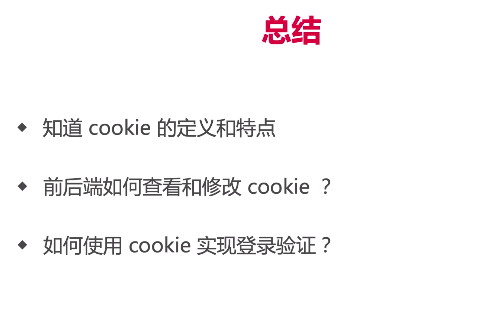 总结
◆ 知道 cookie 的定义和特点
◆ 前后端如何查看和修改 cookie ？
◆ 如何使用 cookie 实现登录验证？